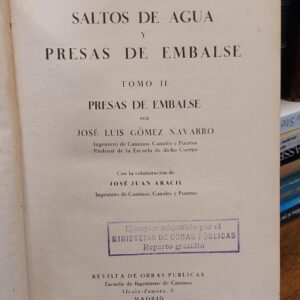 SALTOS DE AGUA
Y
PRESAS DE EMBALSE
TOMO II
PRESAS DE EMBALSE
POR
JOSÉ LUIS GÓMEZ NAVARRO
Ingeniero de Caminos, Canales y Puertos
Profesor de la Escuela de dicho Cuerpo
Con la colaboración de
JOSÉ JUAN ARACIL
Ingeniero de Caminos, Canales y Puertos
Ejemplar adquirido por el
MINISTERIO DE OBRAS PÚBLICAS
Reparto gratuito
REVISTA DE OBRAS PÚBLICAS
Escuela de Ingenieros de Caminos
Alcalá-Zamora, 3.
MADRID